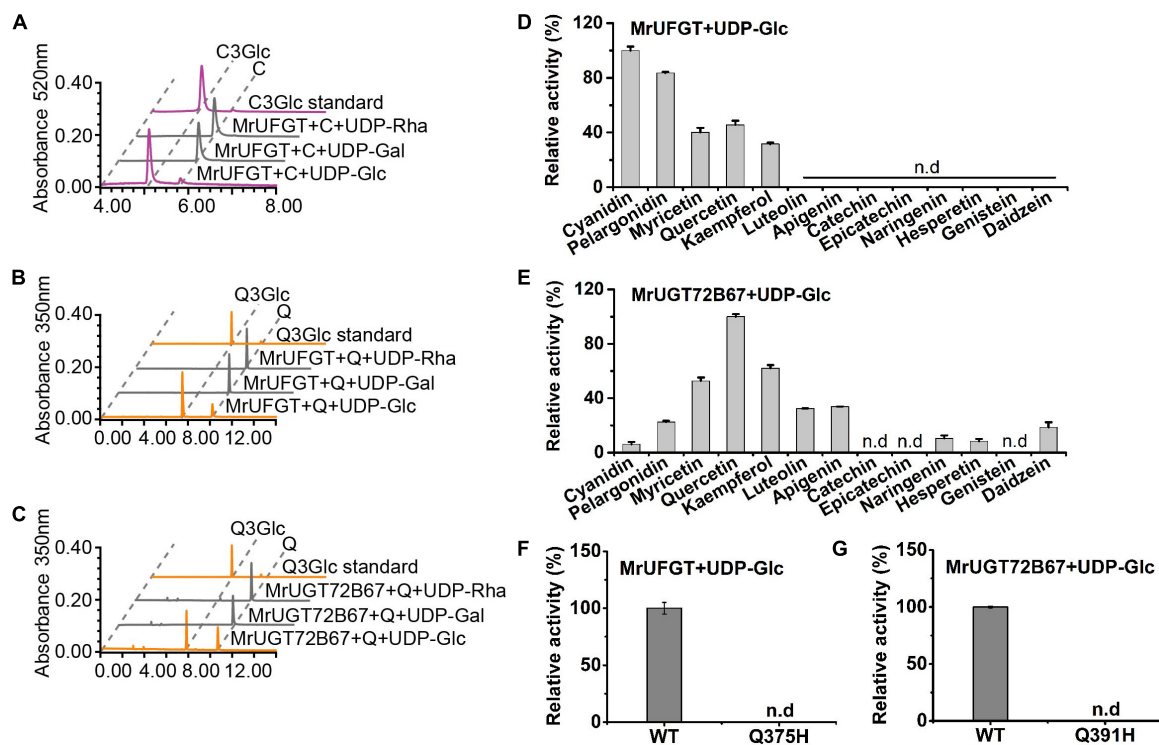 A
C3Glc
C
0.40
0.20
0.00
Absorbance 520nm
C3Glc standard
MrUFGT+C+UDP-Rha
MrUFGT+C+UDP-Gal
MrUFGT+C+UDP-Glc
4.00 6.00 8.00
B
Q3Glc
Q
0.40
0.20
0.00
Absorbance 350nm
Q3Glc standard
MrUFGT+Q+UDP-Rha
MrUFGT+Q+UDP-Gal
MrUFGT+Q+UDP-Glc
0.00 4.00 8.00 12.00
C
Q3Glc
Q
0.40
0.20
0.00
Absorbance 350nm
Q3Glc standard
MrUGT72B67+Q+UDP-Rha
MrUGT72B67+Q+UDP-Gal
MrUGT72B67+Q+UDP-Glc
0.00 4.00 8.00 12.00
D
MrUFGT+UDP-Glc
Relative activity (%)
120
80
40
0
n.d
Cyanidin
Pelargonidin
Myricetin
Quercetin
Kaempferol
Luteolin
Apigenin
Catechin
Epicatechin
Naringenin
Hesperetin
Genistein
Daidzein
E
MrUGT72B67+UDP-Glc
Relative activity (%)
120
80
40
0
n.d n.d n.d
Cyanidin
Pelargonidin
Myricetin
Quercetin
Kaempferol
Luteolin
Apigenin
Catechin
Epicatechin
Naringenin
Hesperetin
Genistein
Daidzein
F
MrUFGT+UDP-Glc
Relative activity (%)
150
100
50
0
n.d
WT Q375H
G
MrUGT72B67+UDP-Glc
Relative activity (%)
150
100
50
0
n.d
WT Q391H